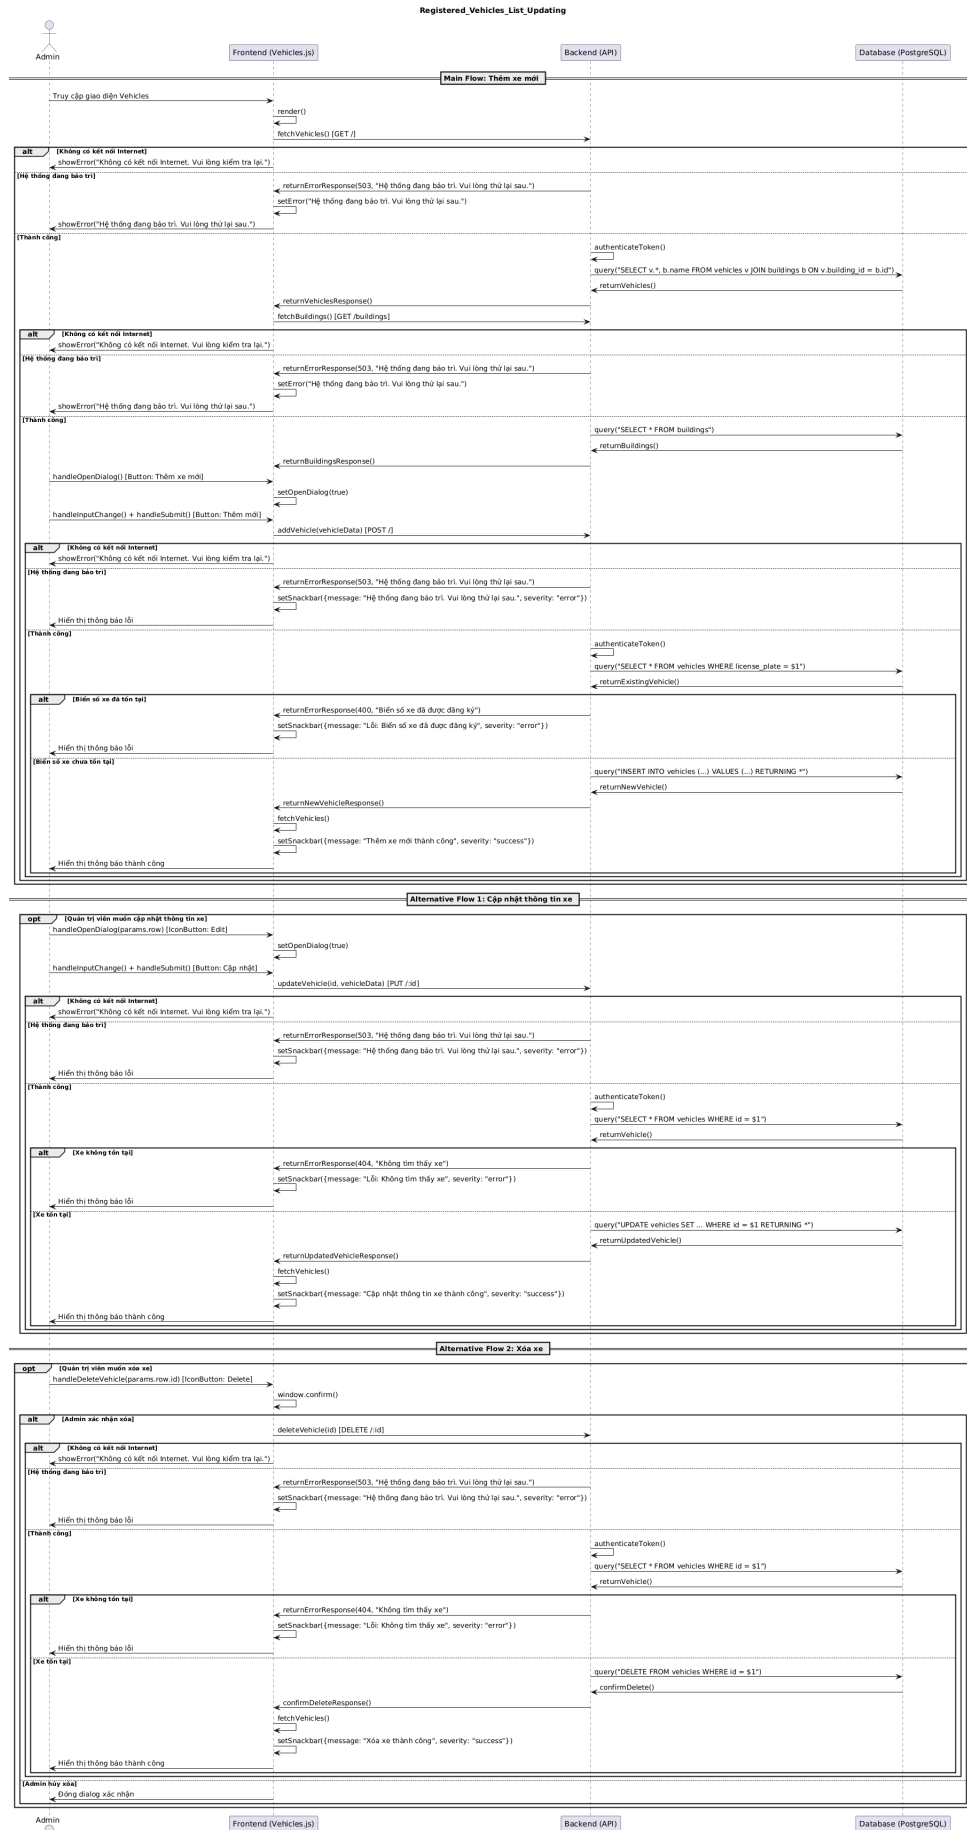 Registered_Vehicles_List_Updating
Admin
Frontend (Vehicles.js)
Backend (API)
Database (PostgreSQL)
Main Flow: Thêm xe mới
Truy cập giao diện Vehicles
render()
fetchVehicles() [GET /]
alt
[Không có kết nối Internet]
showError("Không có kết nối Internet. Vui lòng kiểm tra lại.")
[Hệ thống đang bảo trì]
returnErrorResponse(503, "Hệ thống đang bảo trì. Vui lòng thử lại sau.")
setError("Hệ thống đang bảo trì. Vui lòng thử lại sau.")
showError("Hệ thống đang bảo trì. Vui lòng thử lại sau.")
[Thành công]
authenticateToken()
query("SELECT v.*, b.name FROM vehicles v JOIN buildings b ON v.building_id = b.id")
returnVehicles()
returnVehiclesResponse()
fetchBuildings() [GET /buildings]
alt
[Không có kết nối Internet]
showError("Không có kết nối Internet. Vui lòng kiểm tra lại.")
[Hệ thống đang bảo trì]
returnErrorResponse(503, "Hệ thống đang bảo trì. Vui lòng thử lại sau.")
setError("Hệ thống đang bảo trì. Vui lòng thử lại sau.")
showError("Hệ thống đang bảo trì. Vui lòng thử lại sau.")
[Thành công]
query("SELECT * FROM buildings")
returnBuildings()
returnBuildingsResponse()
handleOpenDialog() [Button: Thêm xe mới]
setOpenDialog(true)
handleInputChange() + handleSubmit() [Button: Thêm mới]
addVehicle(vehicleData) [POST /]
alt
[Không có kết nối Internet]
showError("Không có kết nối Internet. Vui lòng kiểm tra lại.")
[Hệ thống đang bảo trì]
returnErrorResponse(503, "Hệ thống đang bảo trì. Vui lòng thử lại sau.")
setSnackbar({message: "Hệ thống đang bảo trì. Vui lòng thử lại sau.", severity: "error"})
Hiển thị thông báo lỗi
[Thành công]
authenticateToken()
query("SELECT * FROM vehicles WHERE license_plate = $1")
returnExistingVehicle()
alt
[Biển số xe đã tồn tại]
returnErrorResponse(400, "Biển số xe đã được đăng ký")
setSnackbar({message: "Lỗi: Biển số xe đã được đăng ký", severity: "error"})
Hiển thị thông báo lỗi
[Biển số xe chưa tồn tại]
query("INSERT INTO vehicles (...) VALUES (...) RETURNING *")
returnNewVehicle()
returnNewVehicleResponse()
fetchVehicles()
setSnackbar({message: "Thêm xe mới thành công", severity: "success"})
Hiển thị thông báo thành công
Alternative Flow 1: Cập nhật thông tin xe
opt
[Quản trị viên muốn cập nhật thông tin xe]
handleOpenDialog(params.row) [IconButton: Edit]
setOpenDialog(true)
handleInputChange() + handleSubmit() [Button: Cập nhật]
updateVehicle(id, vehicleData) [PUT /:id]
alt
[Không có kết nối Internet]
showError("Không có kết nối Internet. Vui lòng kiểm tra lại.")
[Hệ thống đang bảo trì]
returnErrorResponse(503, "Hệ thống đang bảo trì. Vui lòng thử lại sau.")
setSnackbar({message: "Hệ thống đang bảo trì. Vui lòng thử lại sau.", severity: "error"})
Hiển thị thông báo lỗi
[Thành công]
authenticateToken()
query("SELECT * FROM vehicles WHERE id = $1")
returnVehicle()
alt
[Xe không tồn tại]
returnErrorResponse(404, "Không tìm thấy xe")
setSnackbar({message: "Lỗi: Không tìm thấy xe", severity: "error"})
Hiển thị thông báo lỗi
[Xe tồn tại]
query("UPDATE vehicles SET ... WHERE id = $1 RETURNING *")
returnUpdatedVehicle()
returnUpdatedVehicleResponse()
fetchVehicles()
setSnackbar({message: "Cập nhật thông tin xe thành công", severity: "success"})
Hiển thị thông báo thành công
Alternative Flow 2: Xóa xe
opt
[Quản trị viên muốn xóa xe]
handleDeleteVehicle(params.row.id) [IconButton: Delete]
window.confirm()
alt
[Admin xác nhận xóa]
deleteVehicle(id) [DELETE /:id]
alt
[Không có kết nối Internet]
showError("Không có kết nối Internet. Vui lòng kiểm tra lại.")
[Hệ thống đang bảo trì]
returnErrorResponse(503, "Hệ thống đang bảo trì. Vui lòng thử lại sau.")
setSnackbar({message: "Hệ thống đang bảo trì. Vui lòng thử lại sau.", severity: "error"})
Hiển thị thông báo lỗi
[Thành công]
authenticateToken()
query("SELECT * FROM vehicles WHERE id = $1")
returnVehicle()
alt
[Xe không tồn tại]
returnErrorResponse(404, "Không tìm thấy xe")
setSnackbar({message: "Lỗi: Không tìm thấy xe", severity: "error"})
Hiển thị thông báo lỗi
[Xe tồn tại]
query("DELETE FROM vehicles WHERE id = $1")
confirmDelete()
confirmDeleteResponse()
fetchVehicles()
setSnackbar({message: "Xóa xe thành công", severity: "success"})
Hiển thị thông báo thành công
[Admin hủy xóa]
Đóng dialog xác nhận
Admin
Frontend (Vehicles.js)
Backend (API)
Database (PostgreSQL)